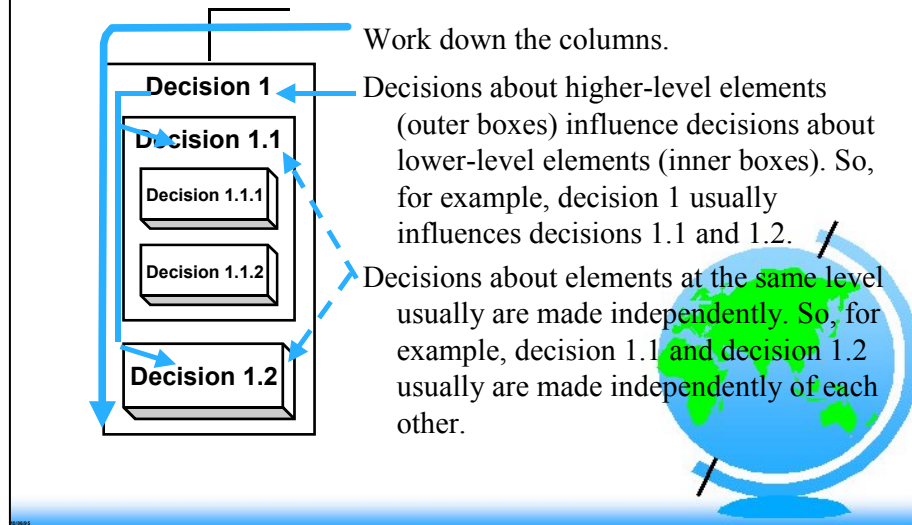 Work down the columns.
Decision 1
Decisions about higher-level elements
(outer boxes) influence decisions about
lower-level elements (inner boxes). So,
for example, decision 1 usually
influences decisions 1.1 and 1.2.
Decision 1.1
Decision 1.1.1
Decision 1.1.2
Decisions about elements at the same level
usually are made independently. So, for
example, decision 1.1 and decision 1.2
usually are made independently of each
other.
Decision 1.2